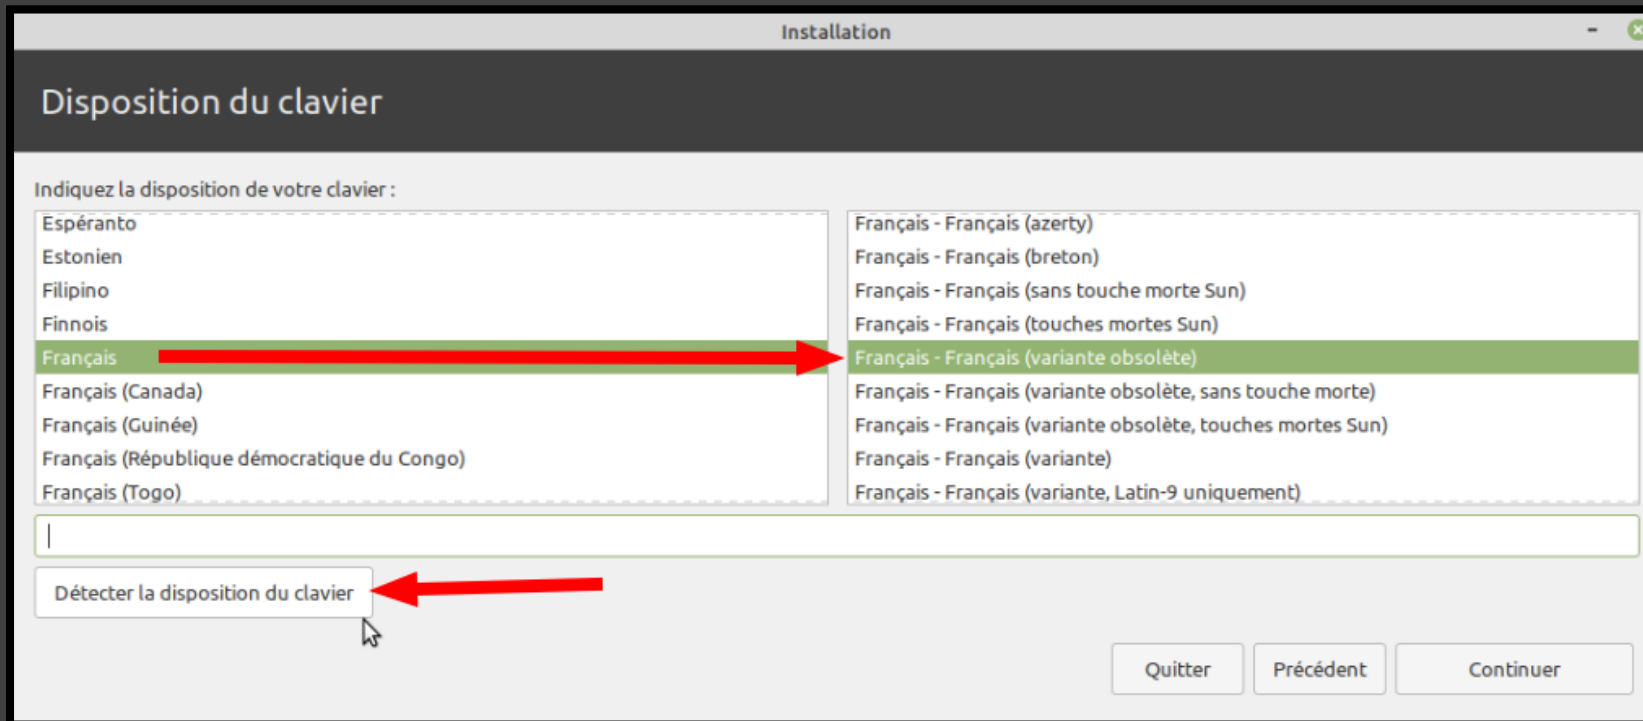 Installation
Disposition du clavier
Indiquez la disposition de votre clavier :
Espéranto
Estonien
Filipino
Finnois
Français
Français (Canada)
Français (Guinée)
Français (République démocratique du Congo)
Français (Togo)
Français - Français (azerty)
Français - Français (breton)
Français - Français (sans touche morte Sun)
Français - Français (touches mortes Sun)
Français - Français (variante obsolète)
Français - Français (variante obsolète, sans touche morte)
Français - Français (variante obsolète, touches mortes Sun)
Français - Français (variante)
Français - Français (variante, Latin-9 uniquement)
Détecter la disposition du clavier
Quitter
Précédent
Continuer